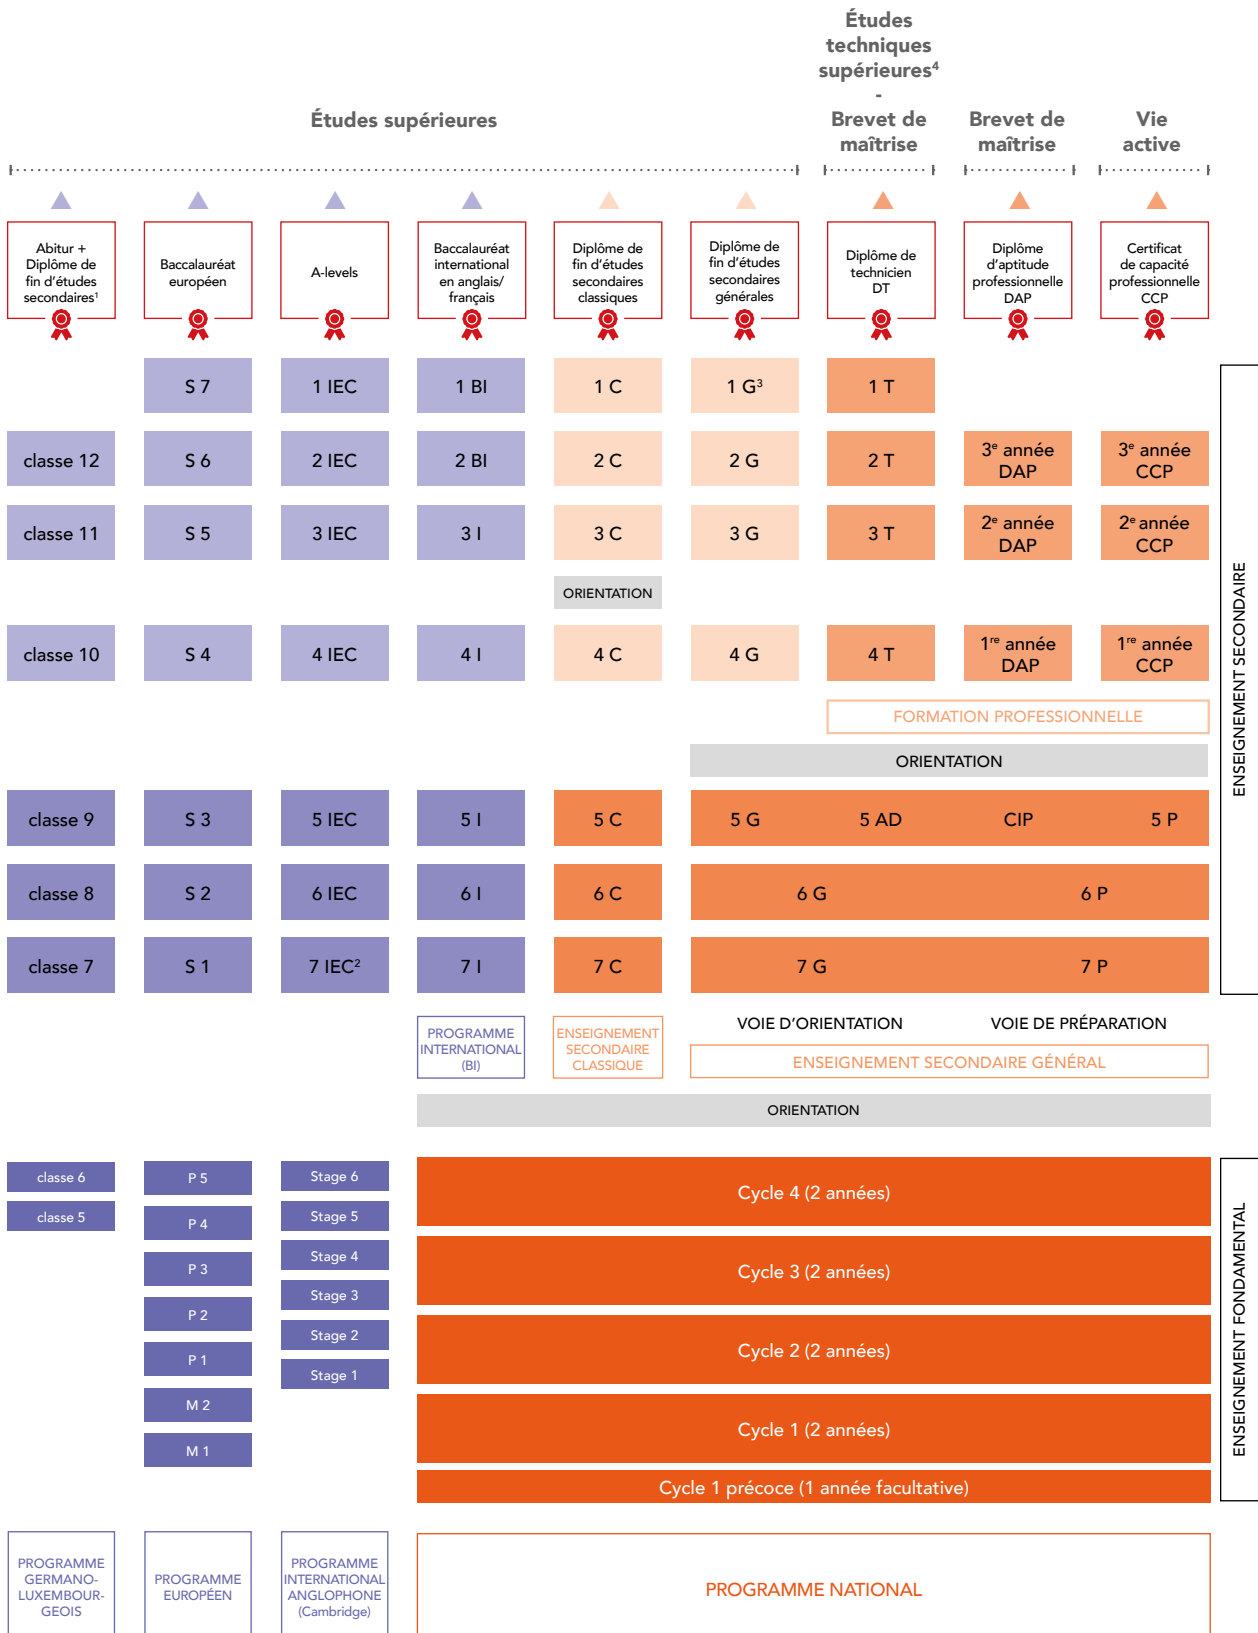 Études
techniques
supérieures⁴
-
Brevet de
maîtrise
Études supérieures
Brevet de
maîtrise
Vie
active
Abitur +
Diplôme de
fin d'études
secondaires¹
Baccalauréat
européen
A-levels
Baccalauréat
international
en anglais/
français
Diplôme de
fin d'études
secondaires
classiques
Diplôme de
fin d'études
secondaires
générales
Diplôme de
technicien
DT
Diplôme
d'aptitude
professionnelle
DAP
Certificat
de capacité
professionnelle
CCP
S 7
1 IEC
1 BI
1 C
1 G³
1 T
classe 12
S 6
2 IEC
2 BI
2 C
2 G
2 T
3ᵉ année
DAP
3ᵉ année
CCP
classe 11
S 5
3 IEC
3 I
3 C
3 G
3 T
2ᵉ année
DAP
2ᵉ année
CCP
ORIENTATION
classe 10
S 4
4 IEC
4 I
4 C
4 G
4 T
1ʳᵉ année
DAP
1ʳᵉ année
CCP
FORMATION PROFESSIONNELLE
ORIENTATION
classe 9
S 3
5 IEC
5 I
5 C
5 G
5 AD
CIP
5 P
classe 8
S 2
6 IEC
6 I
6 C
6 G
6 P
classe 7
S 1
7 IEC²
7 I
7 C
7 G
7 P
ENSEIGNEMENT SECONDAIRE
PROGRAMME
INTERNATIONAL
(BI)
ENSEIGNEMENT
SECONDAIRE
CLASSIQUE
VOIE D'ORIENTATION
VOIE DE PRÉPARATION
ENSEIGNEMENT SECONDAIRE GÉNÉRAL
ORIENTATION
classe 6
classe 5
P 5
P 4
P 3
P 2
P 1
M 2
M 1
Stage 6
Stage 5
Stage 4
Stage 3
Stage 2
Stage 1
Cycle 4 (2 années)
Cycle 3 (2 années)
Cycle 2 (2 années)
Cycle 1 (2 années)
Cycle 1 précoce (1 année facultative)
ENSEIGNEMENT FONDAMENTAL
PROGRAMME
GERMANO-
LUXEMBOUR-
GEOIS
PROGRAMME
EUROPÉEN
PROGRAMME
INTERNATIONAL
ANGLOPHONE
(Cambridge)
PROGRAMME NATIONAL